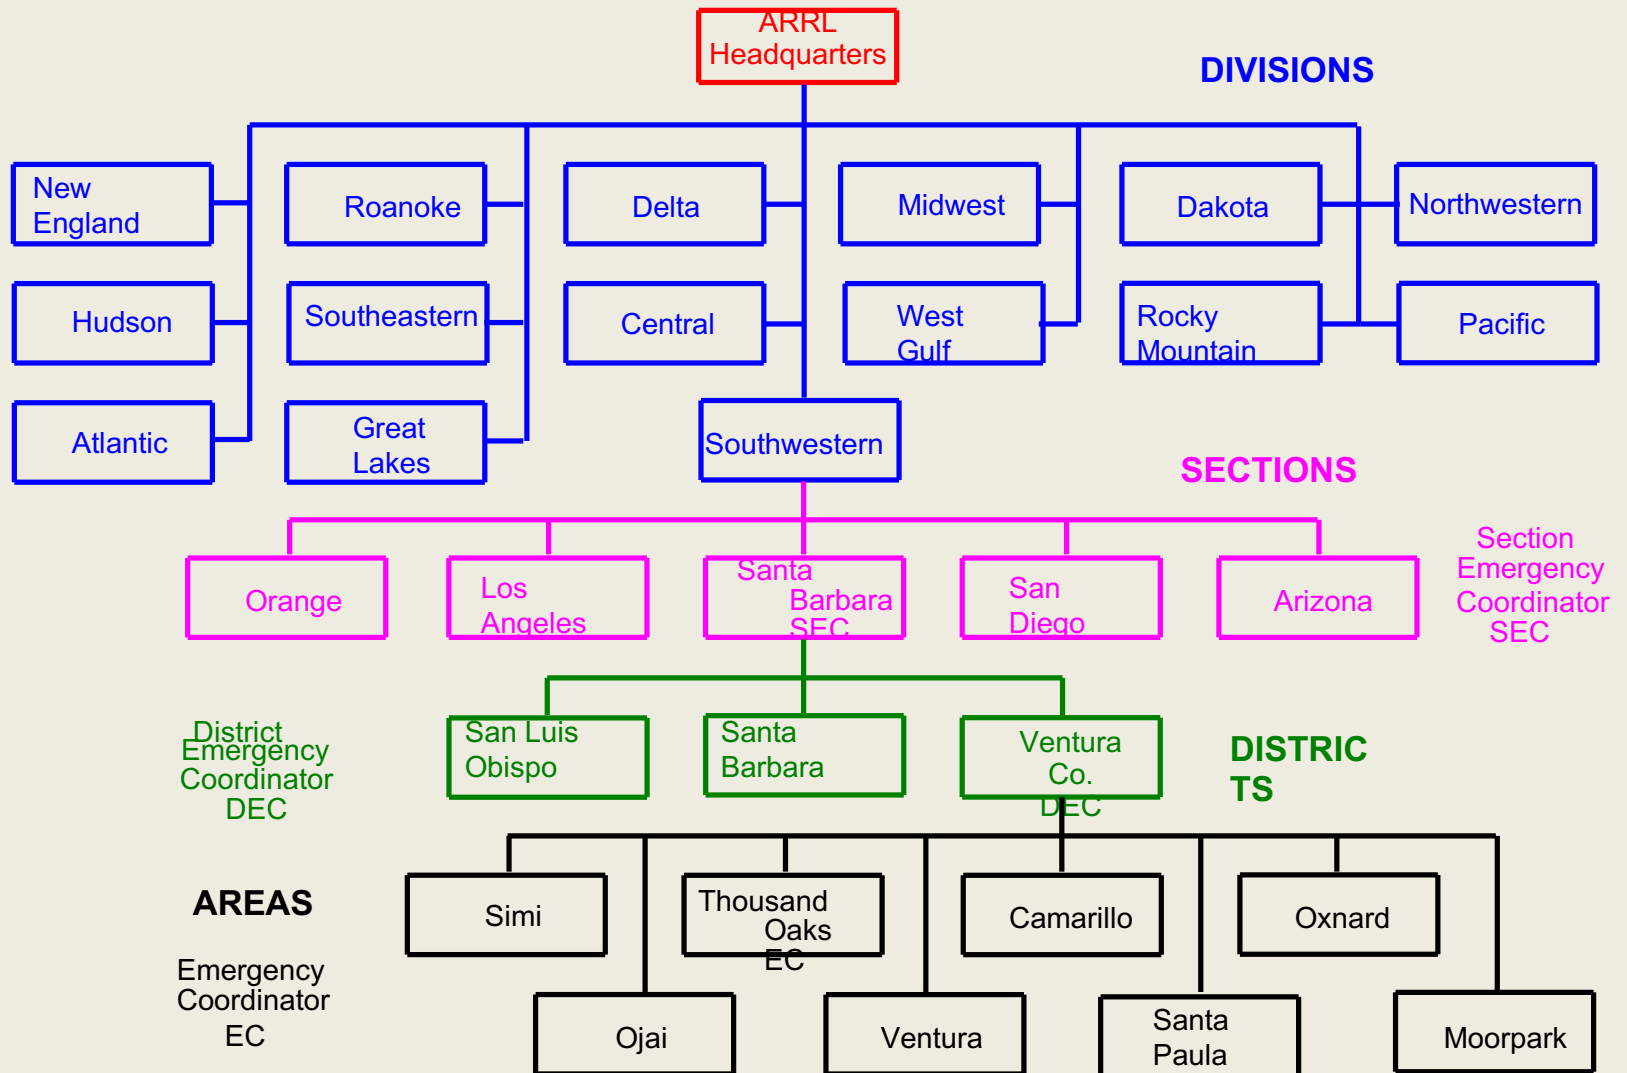 ARRL
Headquarters
DIVISIONS
New
England
Roanoke
Delta
Midwest
Dakota
Northwestern
Hudson
Southeastern
Central
West
Gulf
Rocky
Mountain
Pacific
Atlantic
Great
Lakes
Southwestern
SECTIONS
Orange
Los
Angeles
Santa
Barbara
SEC
San
Diego
Arizona
Section
Emergency
Coordinator
SEC
District
Emergency
Coordinator
DEC
San Luis
Obispo
Santa
Barbara
Ventura
Co.
DEC
DISTRIC
TS
AREAS
Emergency
Coordinator
EC
Simi
Thousand
Oaks
EC
Camarillo
Oxnard
Ojai
Ventura
Santa
Paula
Moorpark